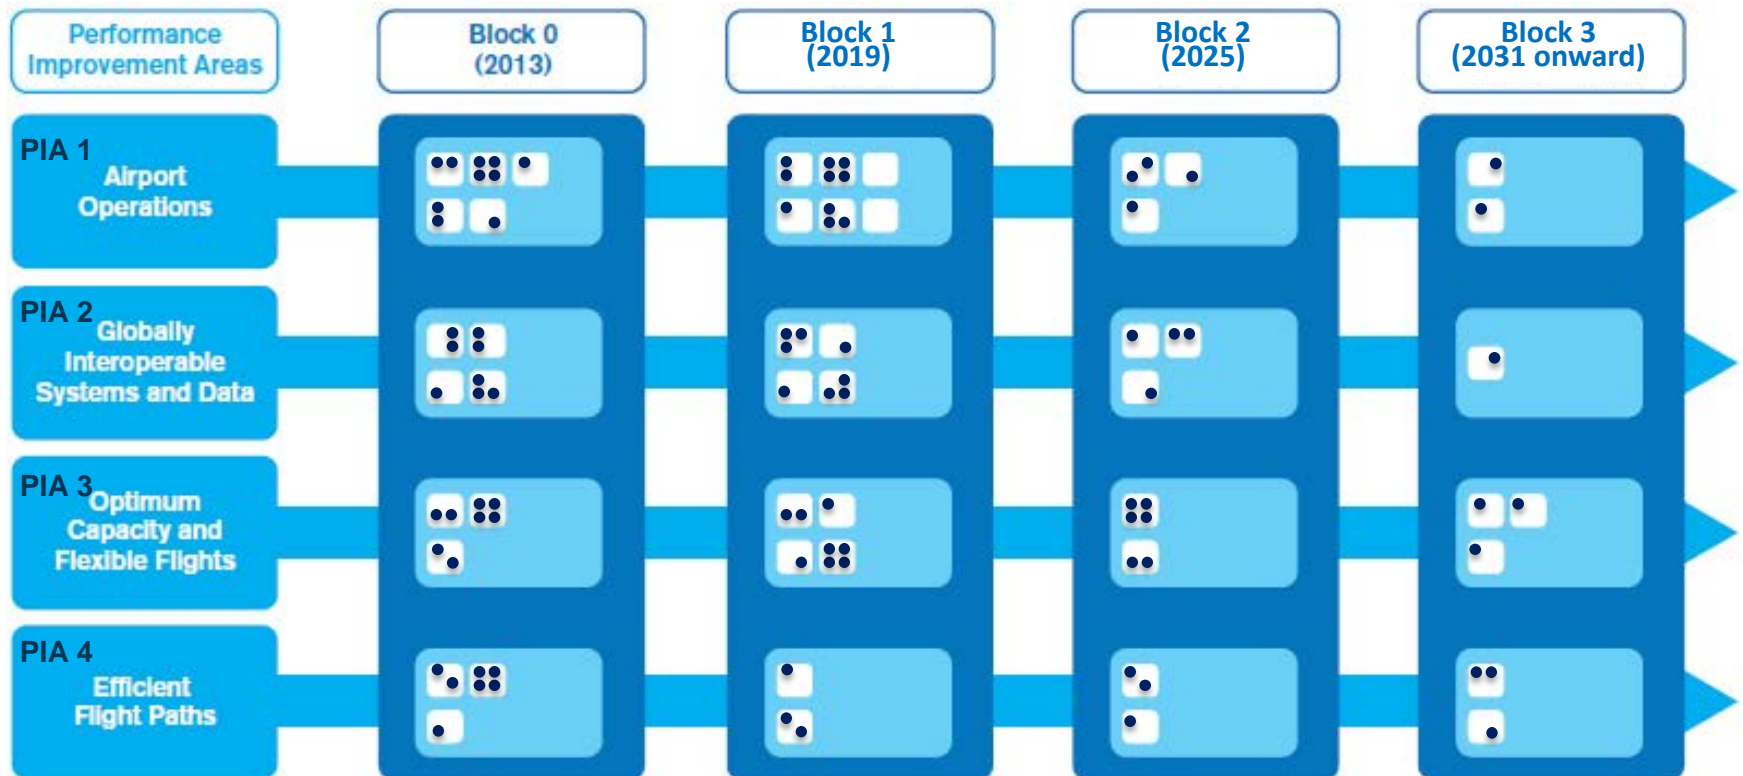 Performance
Improvement Areas
Block 0
(2013)
Block 1
(2019)
Block 2
(2025)
Block 3
(2031 onward)
PIA 1
Airport
Operations
PIA 2
Globally
Interoperable
Systems and Data
PIA 3
Optimum
Capacity and
Flexible Flights
PIA 4
Efficient
Flight Paths